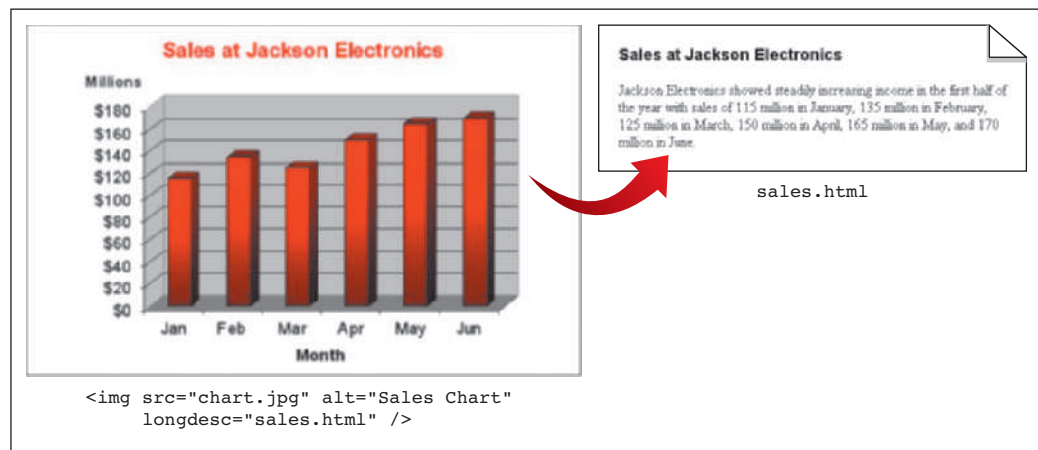 Sales at Jackson Electronics
Millions
$180
$160
$140
$120
$100
$80
$60
$40
$20
$0
Jan Feb Mar Apr May Jun
Month
<img src="chart.jpg" alt="Sales Chart"
longdesc="sales.html" />
Sales at Jackson Electronics
Jackson Electronics showed steadily increasing income in the first half of
the year with sales of 115 million in January, 135 million in February,
125 million in March, 150 million in April, 165 million in May, and 170
million in June.
sales.html